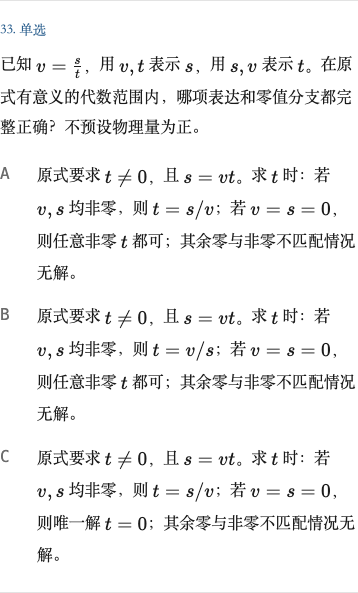 33. 单选
已知 v = s/t，用 v, t 表示 s，用 s, v 表示 t。在原
式有意义的代数范围内，哪项表达和零值分支都完
整正确？不预设物理量为正。
A 原式要求 t ≠ 0，且 s = vt。求 t 时：若
v, s 均非零，则 t = s/v；若 v = s = 0，
则任意非零 t 都可；其余零与非零不匹配情况
无解。
B 原式要求 t ≠ 0，且 s = vt。求 t 时：若
v, s 均非零，则 t = v/s；若 v = s = 0，
则任意非零 t 都可；其余零与非零不匹配情况
无解。
C 原式要求 t ≠ 0，且 s = vt。求 t 时：若
v, s 均非零，则 t = s/v；若 v = s = 0，
则唯一解 t = 0；其余零与非零不匹配情况无
解。